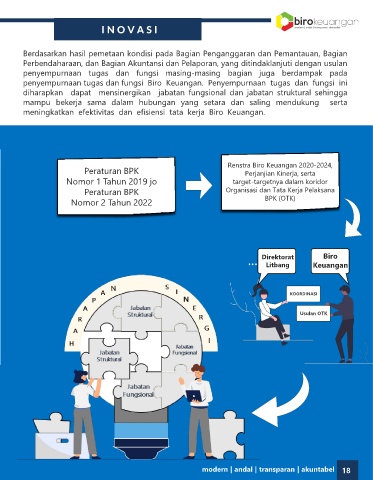 INOVASI
birokeuangan
Berdasarkan hasil pemetaan kondisi pada Bagian Penganggaran dan Pemantauan, Bagian
Perbendaharaan, dan Bagian Akuntansi dan Pelaporan, yang ditindaklanjuti dengan usulan
penyempurnaan tugas dan fungsi masing-masing bagian juga berdampak pada
penyempurnaan tugas dan fungsi Biro Keuangan. Penyempurnaan tugas dan fungsi ini
diharapkan dapat mensinergikan jabatan fungsional dan jabatan struktural sehingga
mampu bekerja sama dalam hubungan yang setara dan saling mendukung serta
meningkatkan efektivitas dan efisiensi tata kerja Biro Keuangan.
Peraturan BPK
Nomor 1 Tahun 2019 jo
Peraturan BPK
Nomor 2 Tahun 2022
Renstra Biro Keuangan 2020-2024,
Perjanjian Kinerja, serta
target-targetnya dalam koridor
Organisasi dan Tata Kerja Pelaksana
BPK (OTK)
Direktorat
Litbang
Biro
Keuangan
...
KOORDINASI
Usulan OTK
HARAPAN SINERGI
Jabatan
Struktural
Jabatan
Struktural
Jabatan
Fungsional
Jabatan
Fungsional
modern | andal | transparan | akuntabel 18